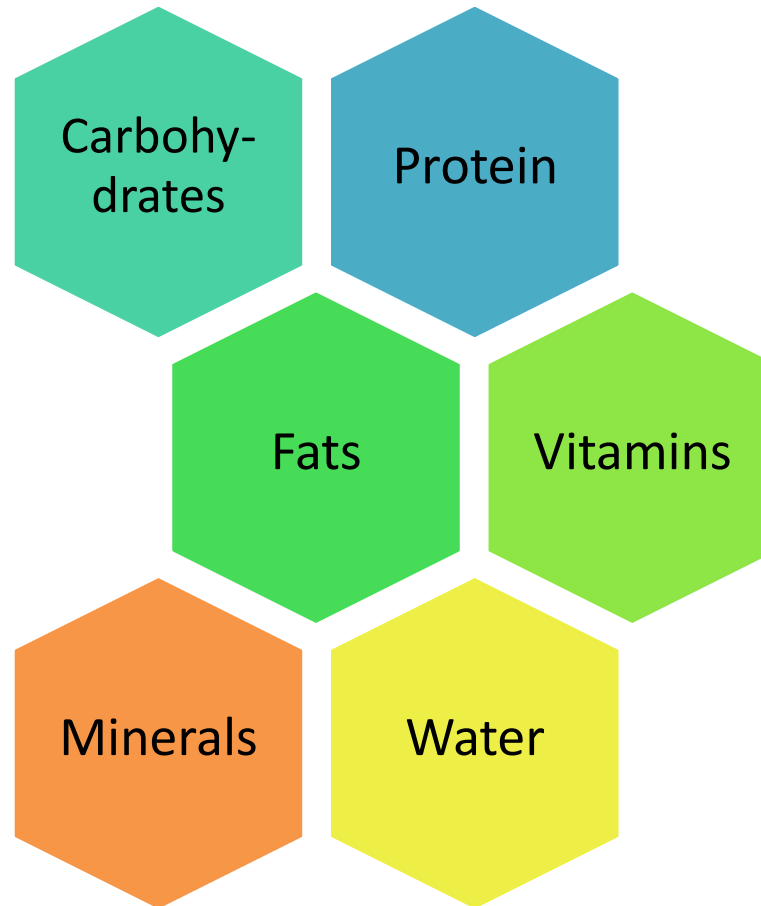 Carbohy-
drates
Protein
Fats
Vitamins
Minerals
Water